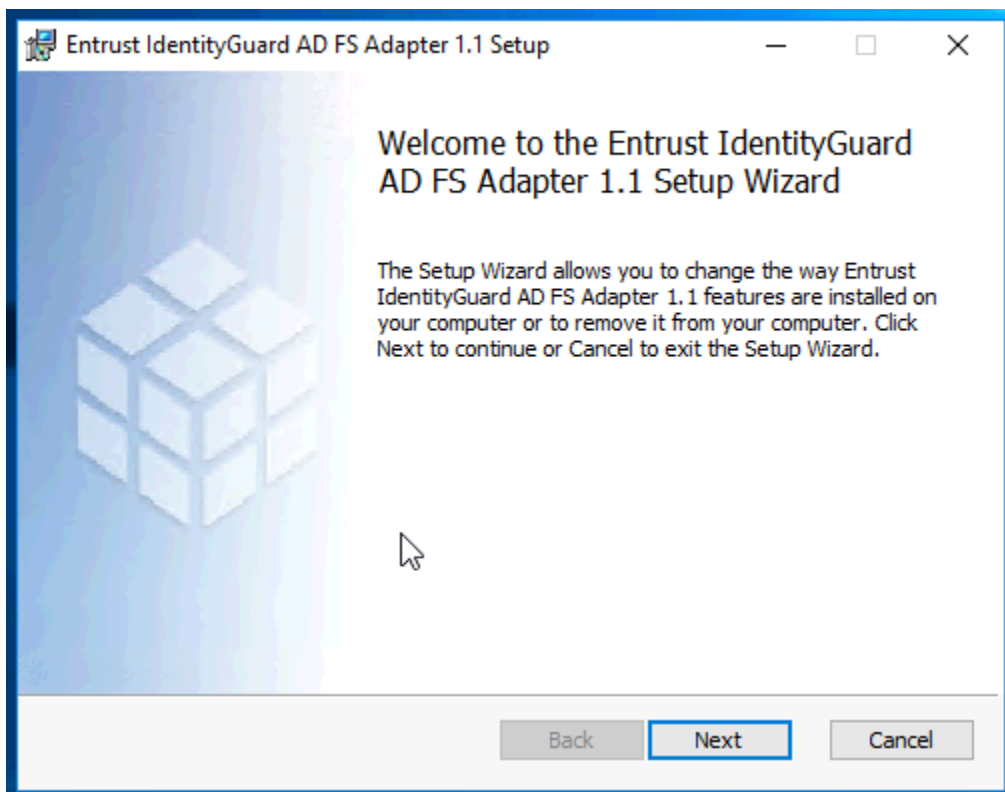 Entrust IdentityGuard AD FS Adapter 1.1 Setup
Welcome to the Entrust IdentityGuard
AD FS Adapter 1.1 Setup Wizard
The Setup Wizard allows you to change the way Entrust
IdentityGuard AD FS Adapter 1.1 features are installed on
your computer or to remove it from your computer. Click
Next to continue or Cancel to exit the Setup Wizard.
Back Next Cancel